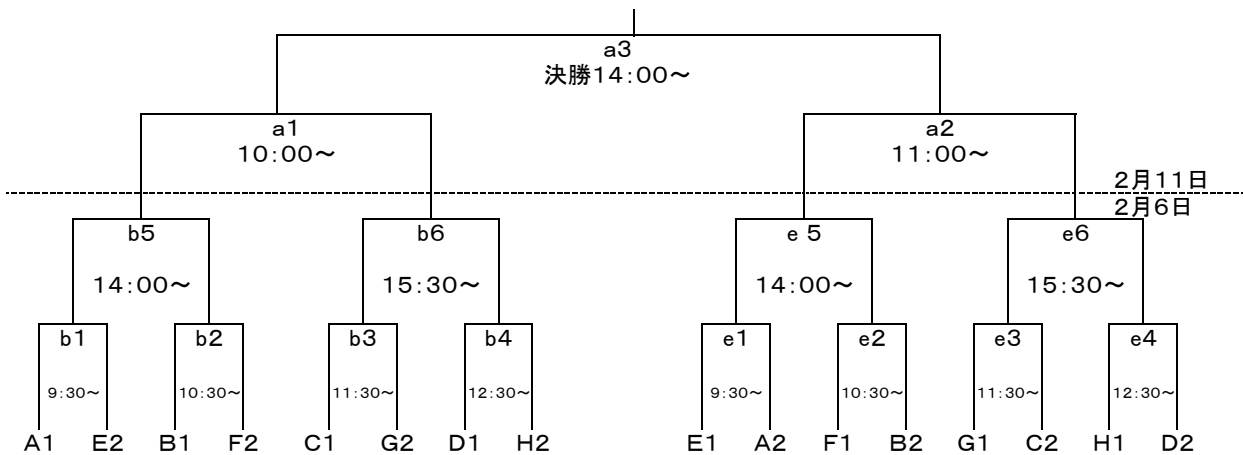 a3
決勝14:00～
a1 a2
10:00～ 11:00～
2月11日
2月6日
b5 b6 e 5 e6
14:00～ 15:30～ 14:00～ 15:30～
b1 b2 b3 b4 e1 e2 e3 e4
9:30～ 10:30～ 11:30～ 12:30～ 9:30～ 10:30～ 11:30～ 12:30～
A1 E2 B1 F2 C1 G2 D1 H2 E1 A2 F1 B2 G1 C2 H1 D2